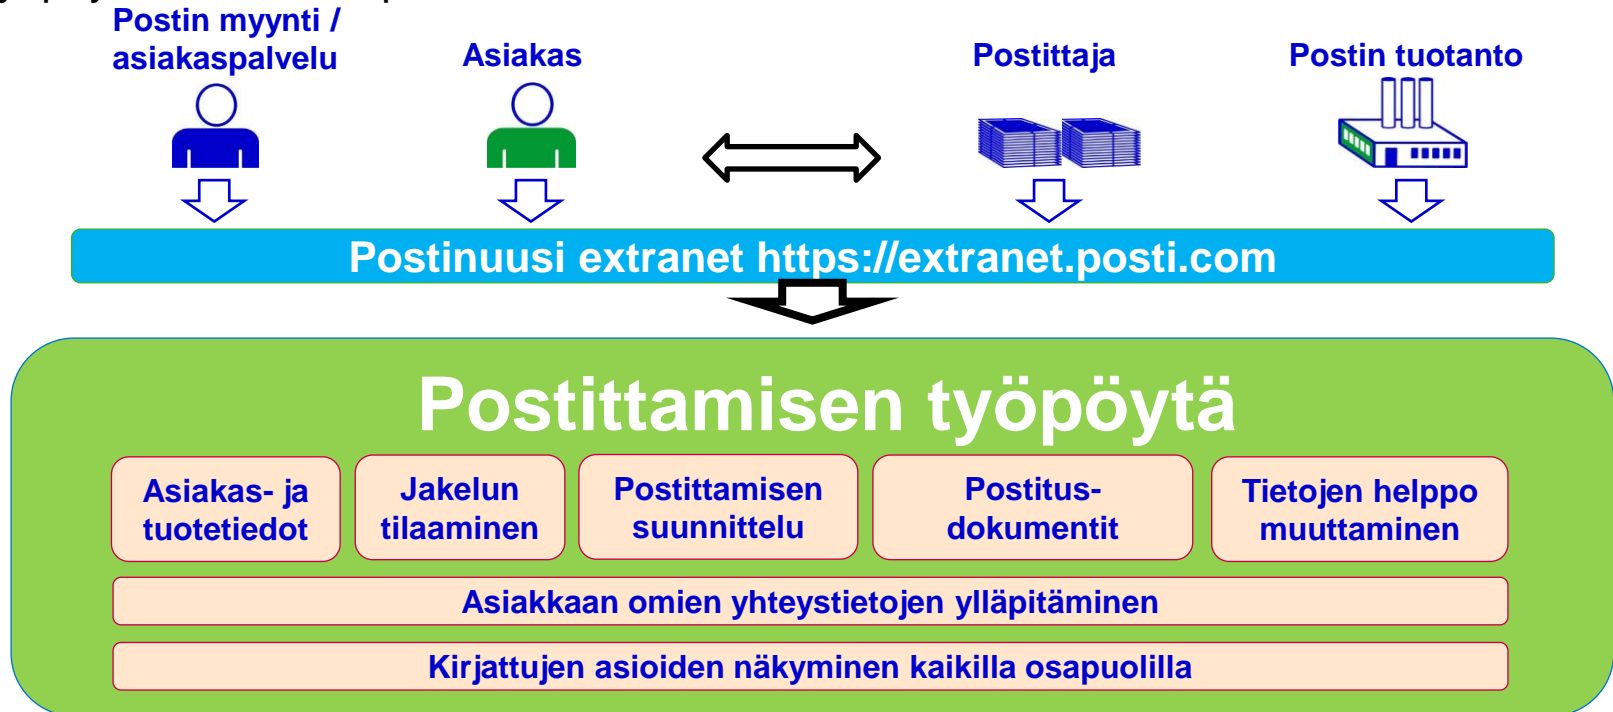 Postin myynti /
asiakaspalvelu
Asiakas
Postittaja
Postin tuotanto
Postinuusi extranet https://extranet.posti.com
Postittamisen työpöytä
Asiakas- ja
tuotetiedot
Jakelun
tilaaminen
Postittamisen
suunnittelu
Postitus-
dokumentit
Tietojen helppo
muuttaminen
Asiakkaan omien yhteystietojen ylläpitäminen
Kirjattujen asioiden näkyminen kaikilla osapuolilla